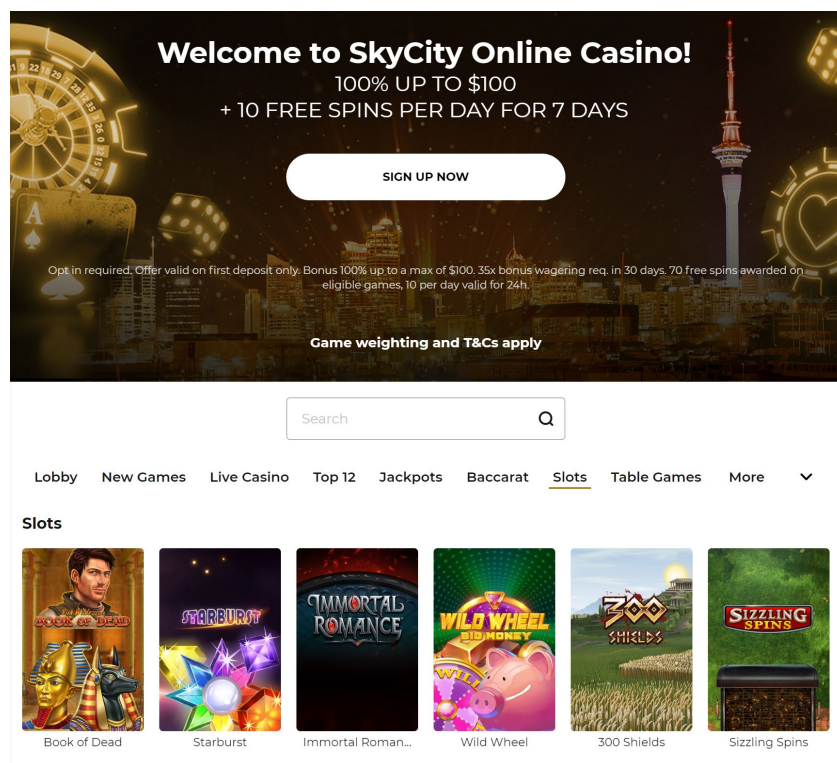 Welcome to SkyCity Online Casino!
100% UP TO $100
+ 10 FREE SPINS PER DAY FOR 7 DAYS
SIGN UP NOW
Opt in required. Offer valid on first deposit only. Bonus 100% up to a max of $100. 35x bonus wagering req. in 30 days. 70 free spins awarded on
eligible games, 10 per day valid for 24h.
Game weighting and T&Cs apply
Search
Lobby New Games Live Casino Top 12 Jackpots Baccarat Slots Table Games More
Slots
BOOK OF DEAD
STARBURST
IMMORTAL
ROMANCE
WILD WHEEL
BIG MONEY
WILD
300
SHIELDS
SIZZLING
SPINS
Book of Dead Starburst Immortal Roman... Wild Wheel 300 Shields Sizzling Spins